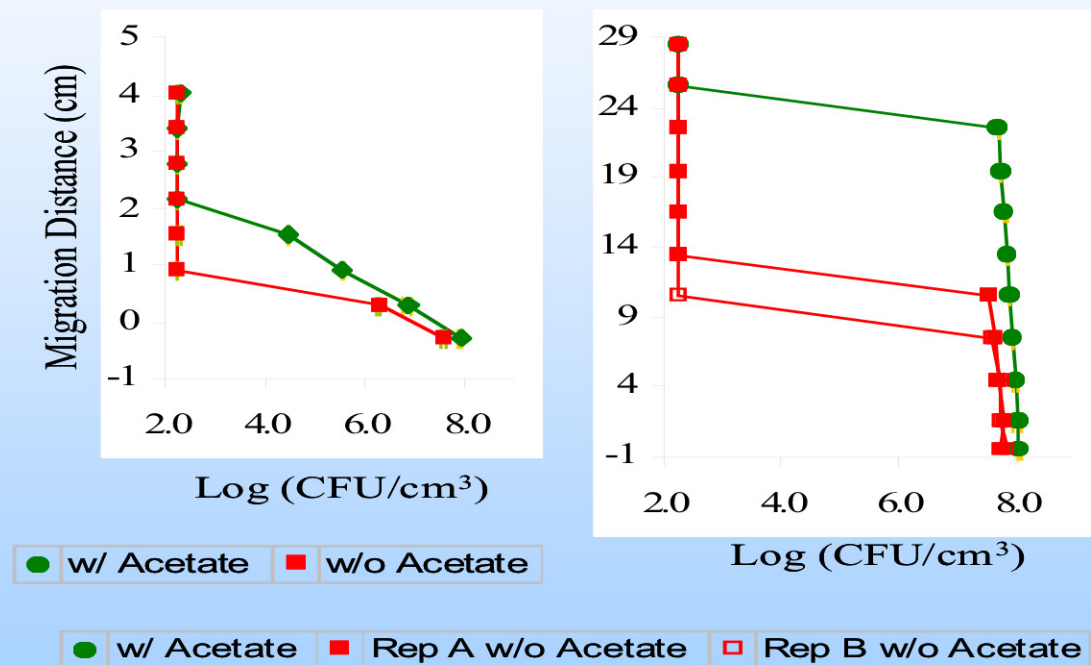 Migration Distance (cm)
5
4
3
2
1
0
-1
2.0 4.0 6.0 8.0
Log (CFU/cm³)
w/ Acetate w/o Acetate
29
24
19
14
9
4
-1
2.0 4.0 6.0 8.0
Log (CFU/cm³)
w/ Acetate Rep A w/o Acetate Rep B w/o Acetate